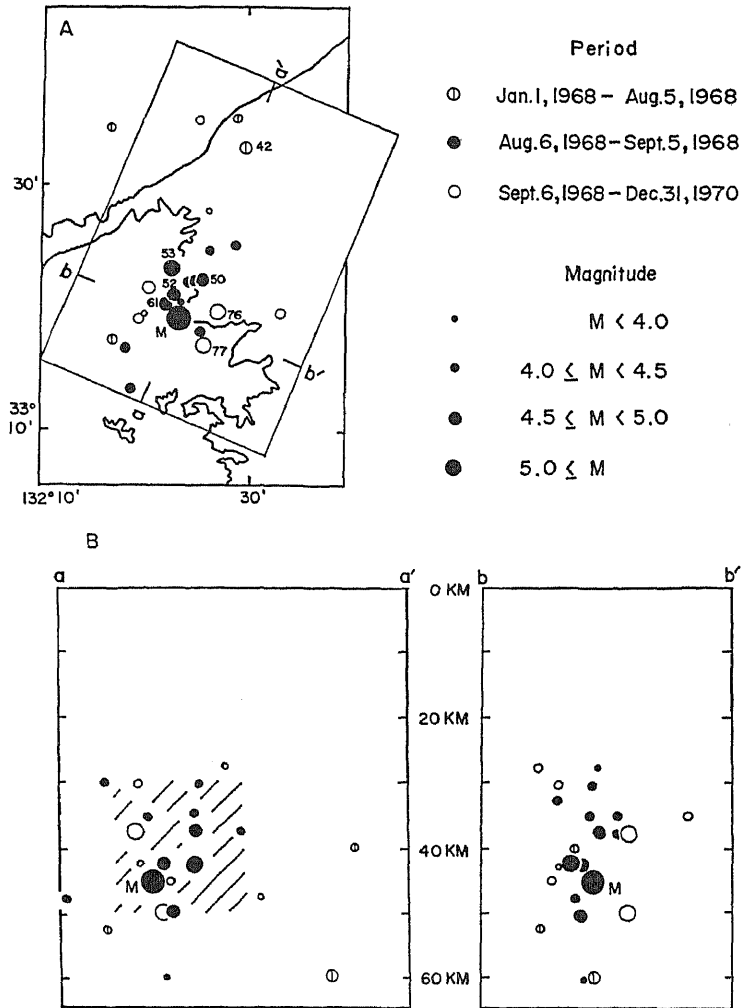 A
a'
42
30'
53
50
52
b
61
76
M
77
b'
a
33°
10'
132°10'
30'
Period
Jan.1,1968 – Aug.5,1968
Aug.6,1968–Sept.5,1968
Sept.6,1968–Dec.31,1970
Magnitude
M < 4.0
4.0 ≤ M < 4.5
4.5 ≤ M < 5.0
5.0 ≤ M
B
a
a'
b
b'
0 KM
20 KM
40 KM
60 KM
M
M